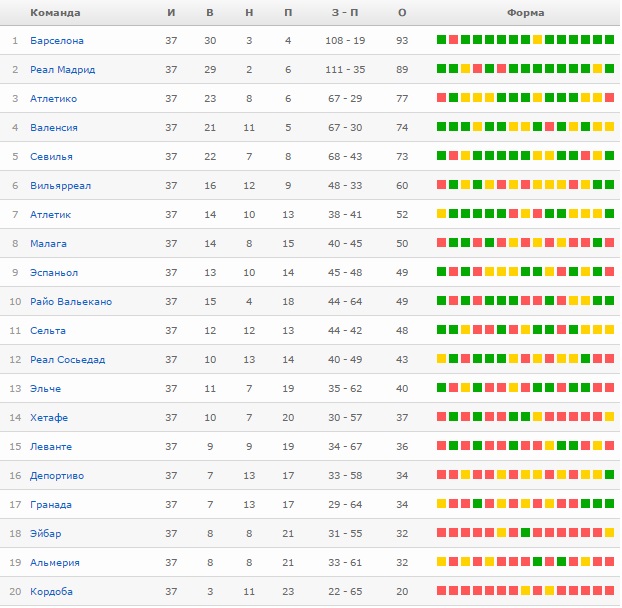 Команда И В Н П З - П О Форма
1 Барселона 37 30 3 4 108 - 19 93
2 Реал Мадрид 37 29 2 6 111 - 35 89
3 Атлетико 37 23 8 6 67 - 29 77
4 Валенсия 37 21 11 5 67 - 30 74
5 Севилья 37 22 7 8 68 - 43 73
6 Вильярреал 37 16 12 9 48 - 33 60
7 Атлетик 37 14 10 13 38 - 41 52
8 Малага 37 14 8 15 40 - 45 50
9 Эспаньол 37 13 10 14 45 - 48 49
10 Райо Вальекано 37 15 4 18 44 - 64 49
11 Сельта 37 12 12 13 44 - 42 48
12 Реал Сосьедад 37 10 13 14 40 - 49 43
13 Эльче 37 11 7 19 35 - 62 40
14 Хетафе 37 10 7 20 30 - 57 37
15 Леванте 37 9 9 19 34 - 67 36
16 Депортиво 37 7 13 17 33 - 58 34
17 Гранада 37 7 13 17 29 - 64 34
18 Эйбар 37 8 8 21 31 - 55 32
19 Альмерия 37 8 8 21 33 - 61 32
20 Кордоба 37 3 11 23 22 - 65 20